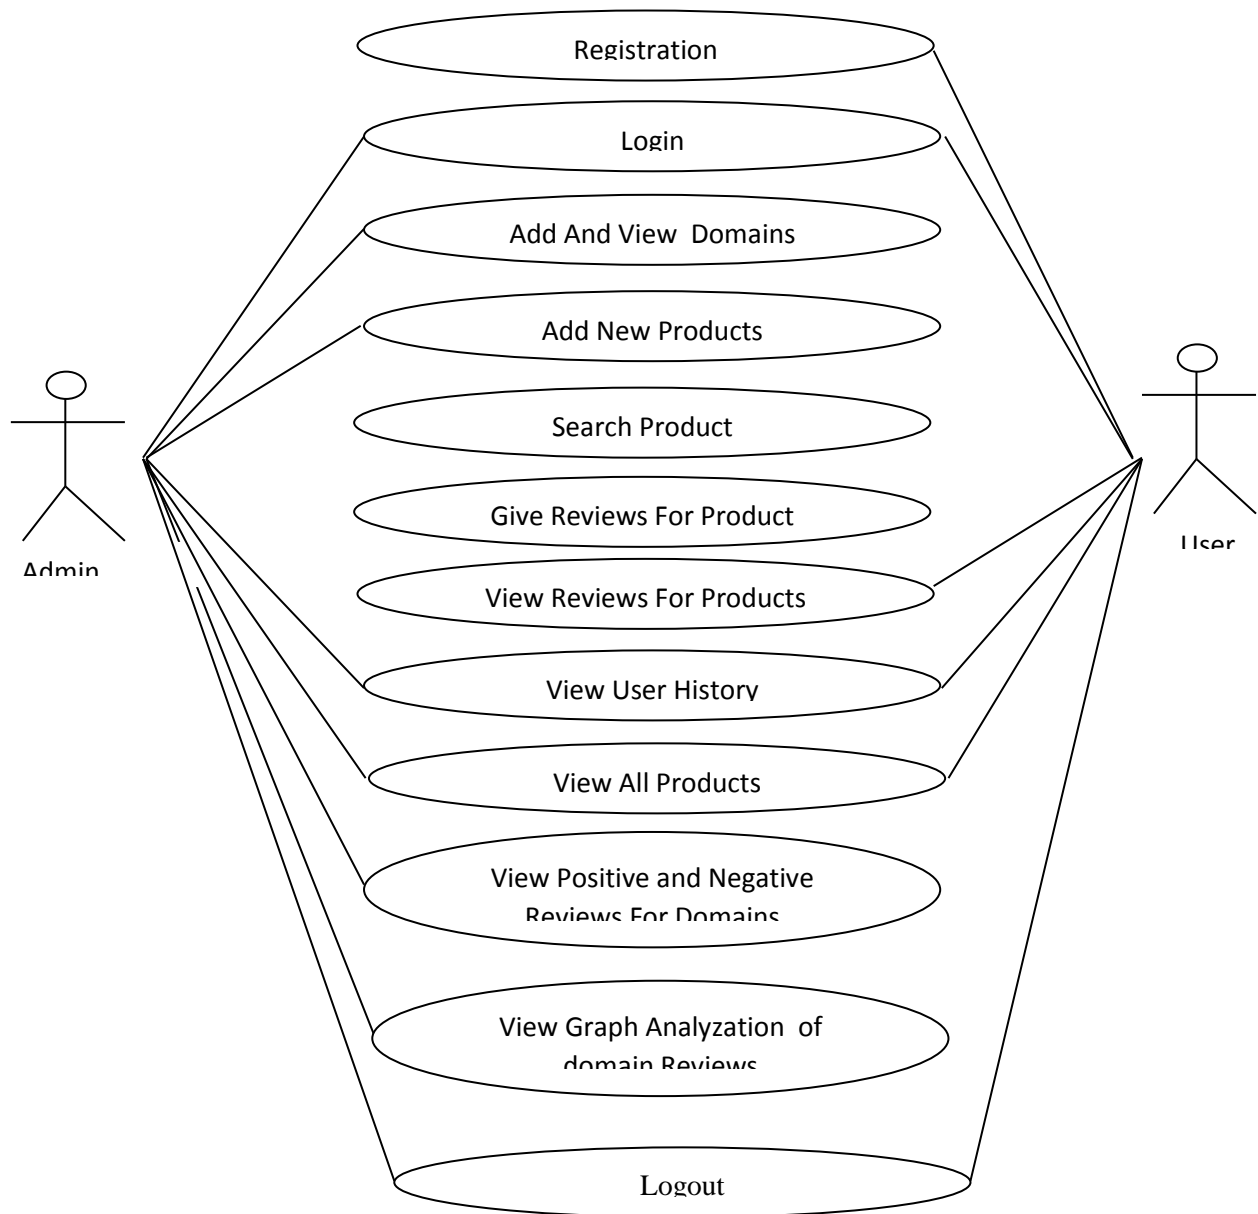 Registration
Login
Add And View Domains
Add New Products
Search Product
Give Reviews For Product
View Reviews For Products
View User History
View All Products
View Positive and Negative
Reviews For Domains
View Graph Analyzation of
domain Reviews
Logout
Admin
User